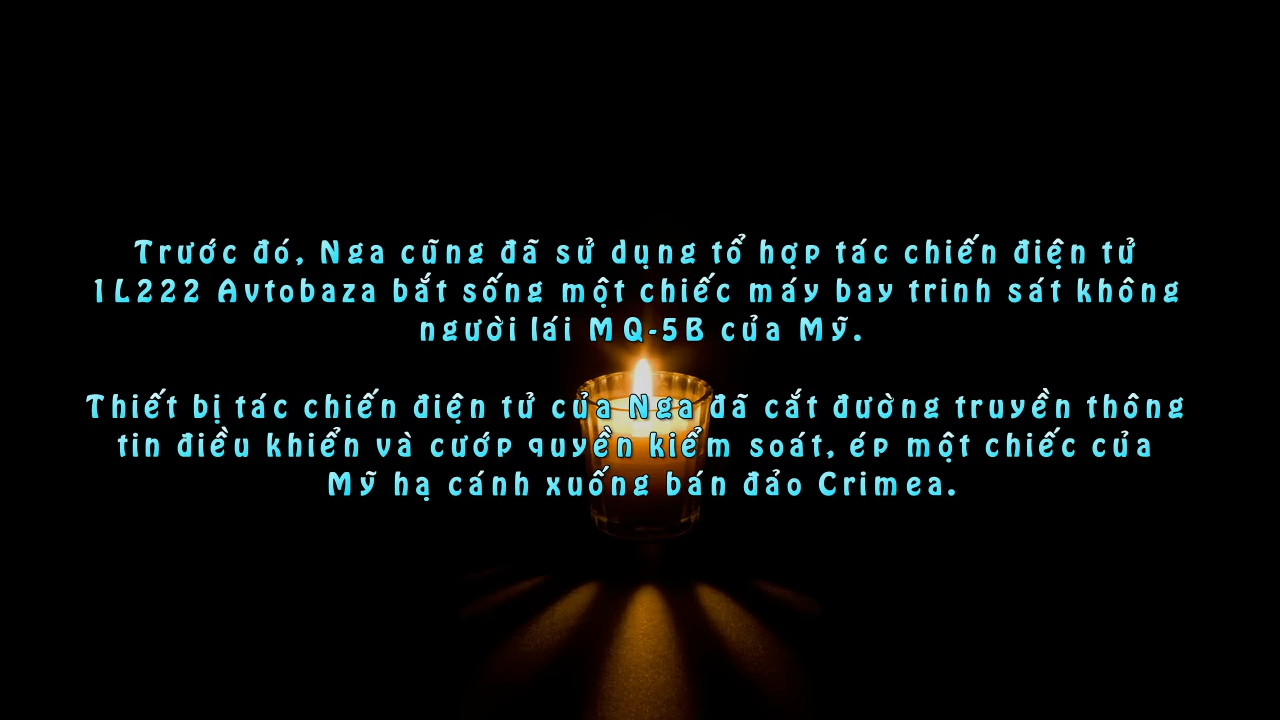 Trước đó, Nga cũng đã sử dụng tổ hợp tác chiến điện tử
1L222 Avtobaza bắt sống một chiếc máy bay trinh sát không
người lái MQ-5B của Mỹ.
Thiết bị tác chiến điện tử của Nga đã cắt đường truyền thông
tin điều khiển và cướp quyền kiểm soát, ép một chiếc của
Mỹ hạ cánh xuống bán đảo Crimea.